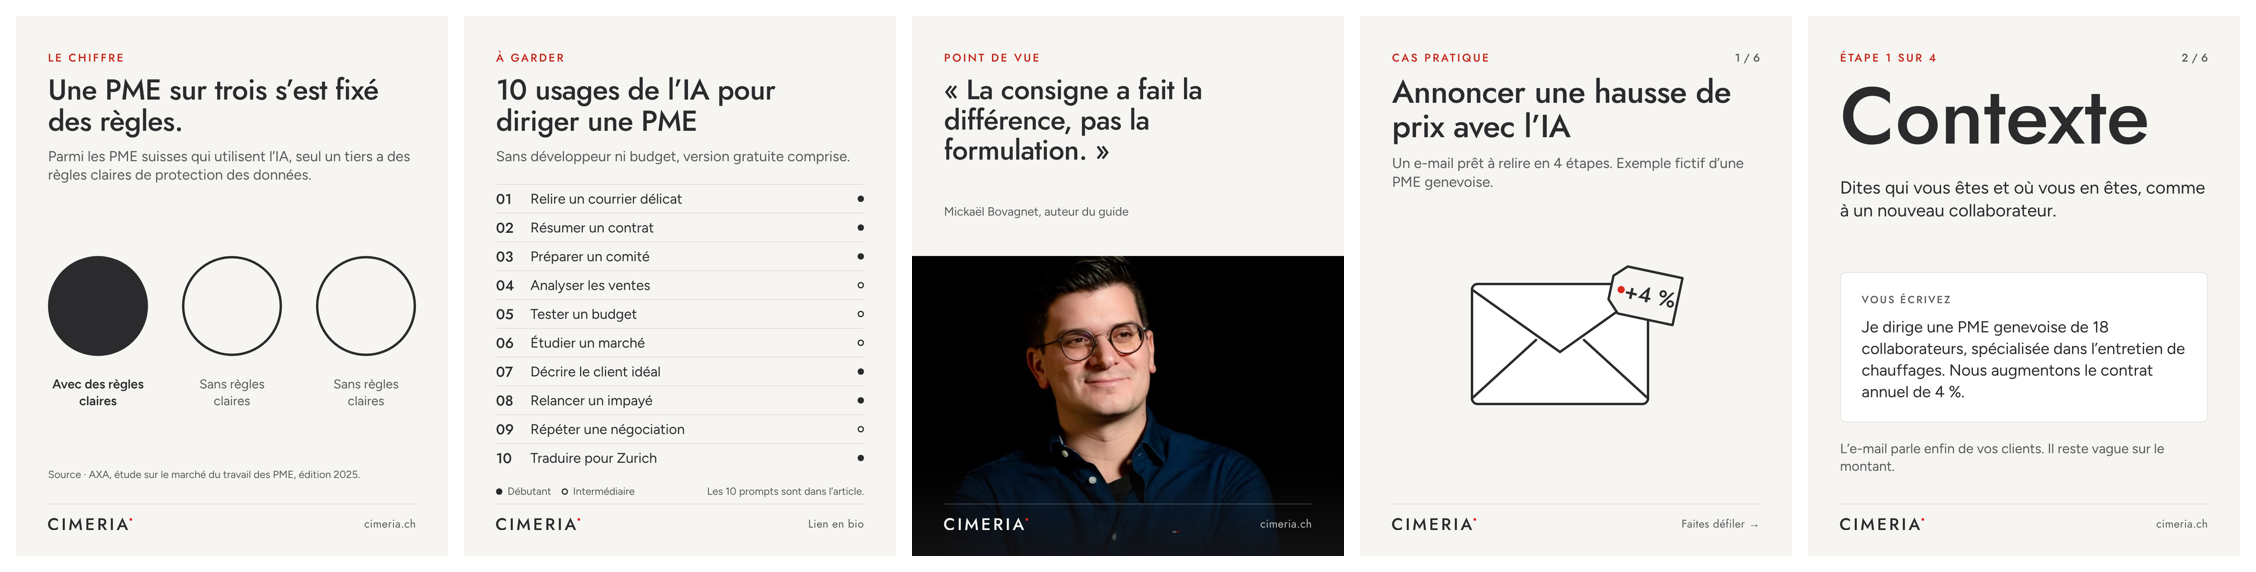 LE CHIFFRE
Une PME sur trois s’est fixé
des règles.
Parmi les PME suisses qui utilisent l’IA, seul un tiers a des
règles claires de protection des données.
Avec des règles
claires
Sans règles
claires
Sans règles
claires
Source · AXA, étude sur le marché du travail des PME, édition 2025.
CIMERIA
cimeria.ch
À GARDER
10 usages de l’IA pour
diriger une PME
Sans développeur ni budget, version gratuite comprise.
01 Relire un courrier délicat
02 Résumer un contrat
03 Préparer un comité
04 Analyser les ventes
05 Tester un budget
06 Étudier un marché
07 Décrire le client idéal
08 Relancer un impayé
09 Répéter une négociation
10 Traduire pour Zurich
Débutant Intermédiaire Les 10 prompts sont dans l’article.
CIMERIA
Lien en bio
POINT DE VUE
« La consigne a fait la
différence, pas la
formulation. »
Mickaël Bovagnet, auteur du guide
CIMERIA
cimeria.ch
CAS PRATIQUE 1 / 6
Annoncer une hausse de
prix avec l’IA
Un e-mail prêt à relire en 4 étapes. Exemple fictif d’une
PME genevoise.
+4 %
CIMERIA
Faites défiler →
ÉTAPE 1 SUR 4 2 / 6
Contexte
Dites qui vous êtes et où vous en êtes, comme
à un nouveau collaborateur.
VOUS ÉCRIVEZ
Je dirige une PME genevoise de 18
collaborateurs, spécialisée dans l’entretien de
chauffages. Nous augmentons le contrat
annuel de 4 %.
L’e-mail parle enfin de vos clients. Il reste vague sur le
montant.
CIMERIA
cimeria.ch